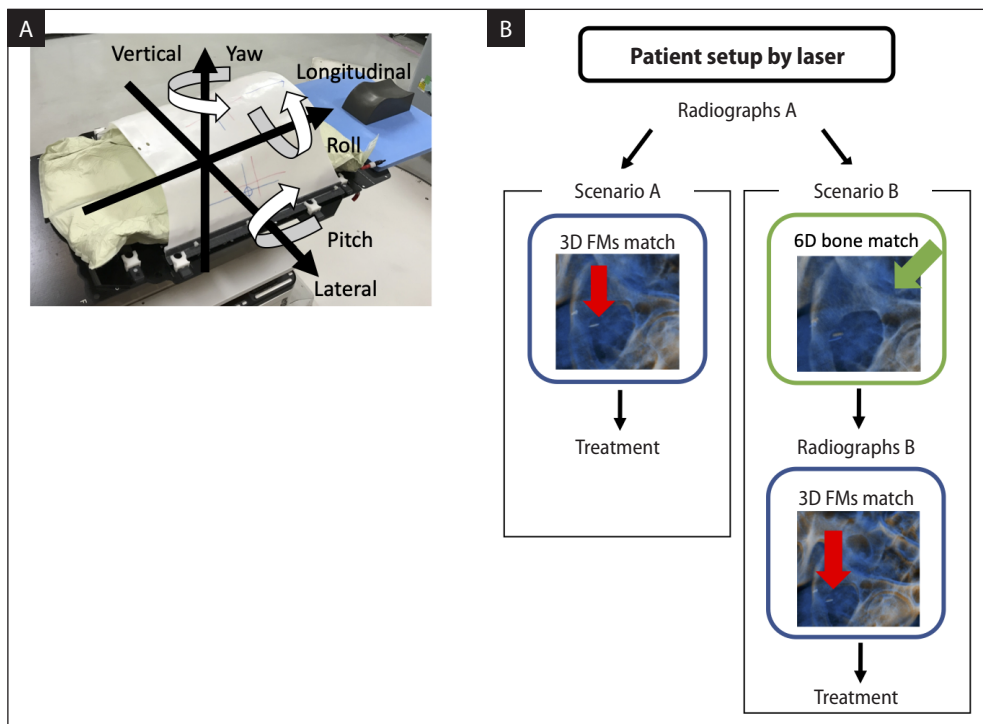 A
Vertical
Yaw
Longitudinal
Roll
Pitch
Lateral
B
Patient setup by laser
Radiographs A
Scenario A
3D FMs match
Treatment
Scenario B
6D bone match
Radiographs B
3D FMs match
Treatment